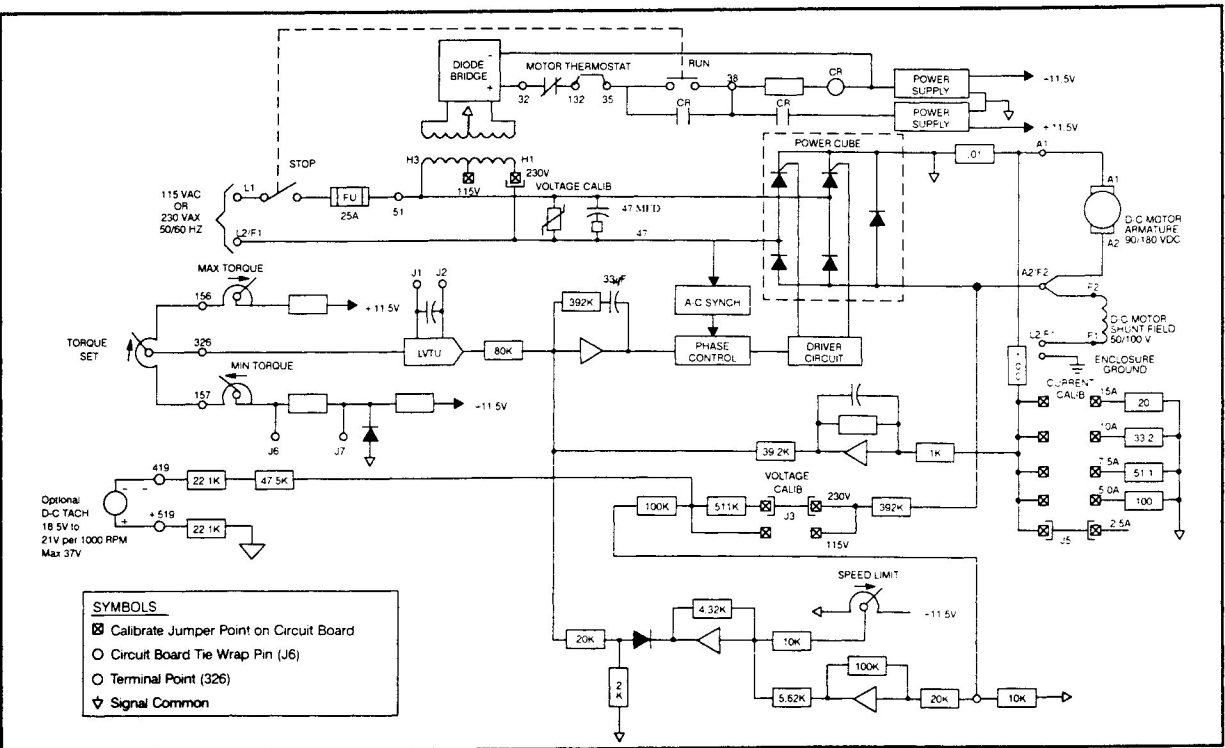 DIODE BRIDGE
-
+
MOTOR THERMOSTAT
32
132
35
RUN
38
CR
CR
CR
POWER SUPPLY
POWER SUPPLY
-11.5V
+11.5V
POWER CUBE
.01
A1
A1
A2
D-C MOTOR
ARMATURE
90/180 VDC
A2/F2
F2
F1
D-C MOTOR
SHUNT FIELD
50/100 V
ENCLOSURE
GROUND
STOP
115 VAC
OR
230 VAX
50/60 HZ
L1
L2/F1
FU
25A
51
H3
H1
115V
230V
VOLTAGE CALIB
47 MFD
47
MAX TORQUE
156
+11.5V
TORQUE
SET
326
157
MIN TORQUE
J6
J7
-11.5V
J1
J2
LVTU
80K
392K
A-C SYNCH
PHASE
CONTROL
DRIVER
CIRCUIT
CURRENT
CALIB
15A
20
10A
33.2
7.5A
51.1
5.0A
100
J5
2.5A
39.2K
1K
Optional
D-C TACH
18.5V to
21V per 1000 RPM
Max 37V
419
-
-
+ 519
+
22.1K
47.5K
22.1K
VOLTAGE
CALIB
100K
511K
J3
230V
115V
392K
SPEED LIMIT
-11.5V
4.32K
20K
2K
10K
5.62K
100K
20K
10K
SYMBOLS
Calibrate Jumper Point on Circuit Board
Circuit Board Tie Wrap Pin (J6)
Terminal Point (326)
Signal Common